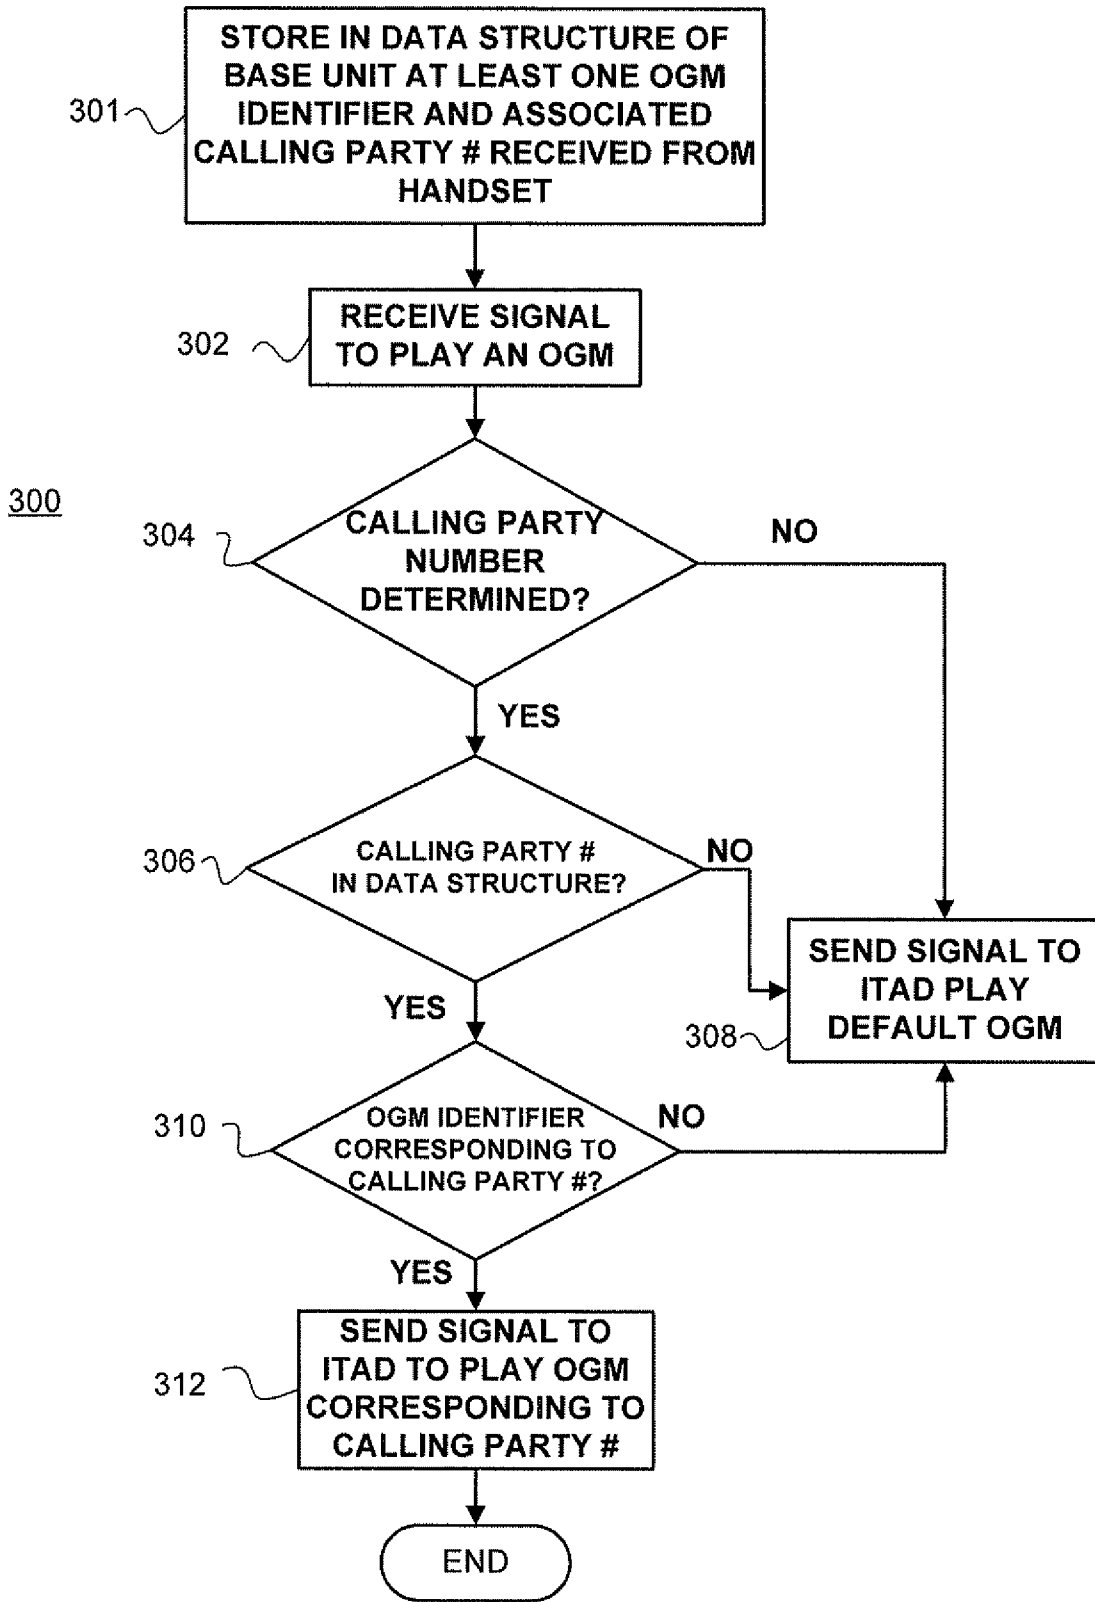 STORE IN DATA STRUCTURE OF
BASE UNIT AT LEAST ONE OGM
IDENTIFIER AND ASSOCIATED
CALLING PARTY # RECEIVED FROM
HANDSET
301
RECEIVE SIGNAL
TO PLAY AN OGM
302
300
CALLING PARTY
NUMBER
DETERMINED?
304
NO
YES
CALLING PARTY #
IN DATA STRUCTURE?
306
NO
YES
SEND SIGNAL TO
ITAD PLAY
DEFAULT OGM
308
OGM IDENTIFIER
CORRESPONDING TO
CALLING PARTY #?
310
NO
YES
SEND SIGNAL TO
ITAD TO PLAY OGM
CORRESPONDING TO
CALLING PARTY #
312
END